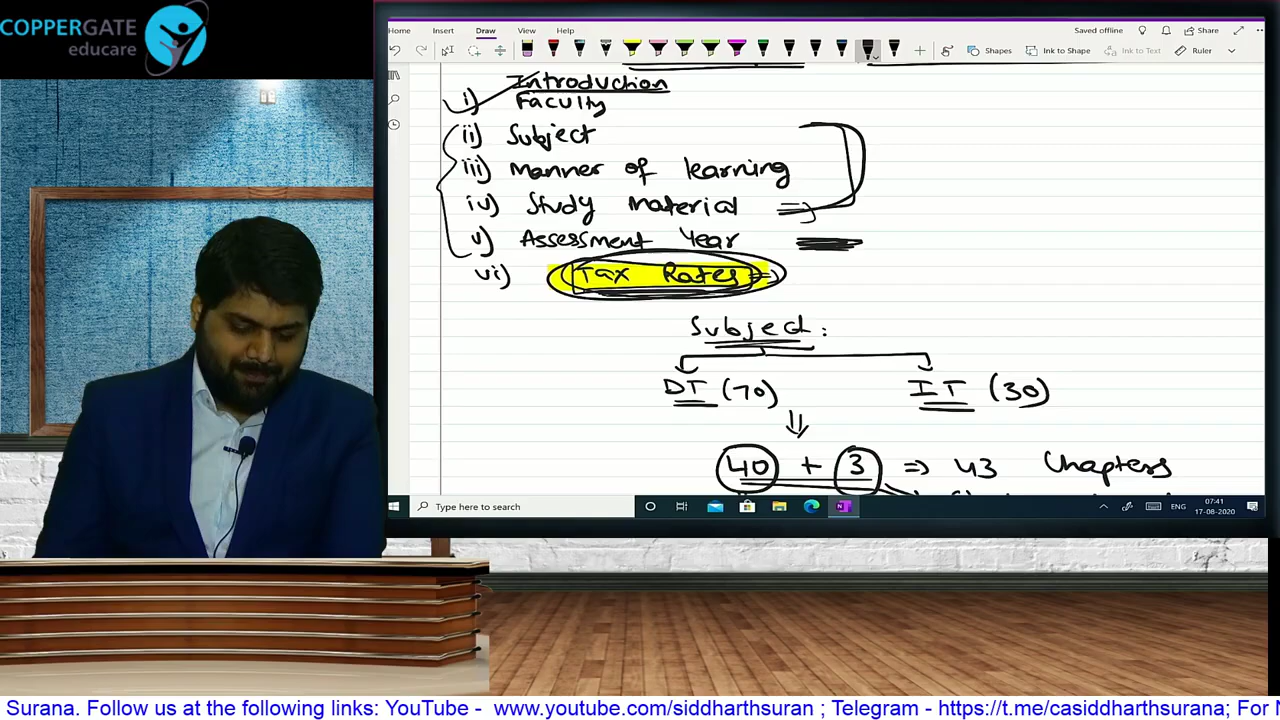 COPPERGATE
educare
Home Insert Draw View Help
Saved offline
Share
Shapes
Ink to Shape
Ink to Text
Ruler
Introduction
i) Faculty
ii) Subject
iii) Manner of learning
iv) Study Material
v) Assessment Year
vi) Tax Rates
Subject:
DT (70) IT (30)
40 + 3 ⇒ 43 Chapters
Type here to search
ENG
07:41
17-08-2020
Surana. Follow us at the following links: YouTube - www.youtube.com/siddharthsurana ; Telegram - https://t.me/casiddharthsurana; For I